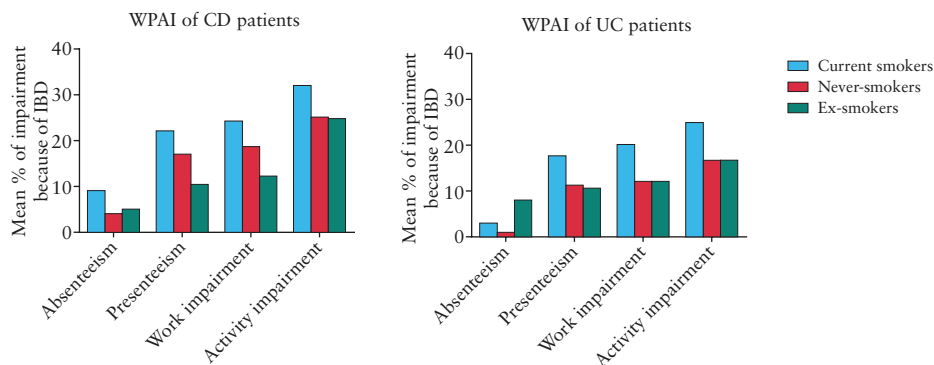 WPAI of CD patients
Mean % of impairment
because of IBD
40
30
20
10
0
Absenteeism
Presenteeism
Work impairment
Activity impairment
WPAI of UC patients
Mean % of impairment
because of IBD
40
30
20
10
0
Absenteeism
Presenteeism
Work impairment
Activity impairment
Current smokers
Never-smokers
Ex-smokers